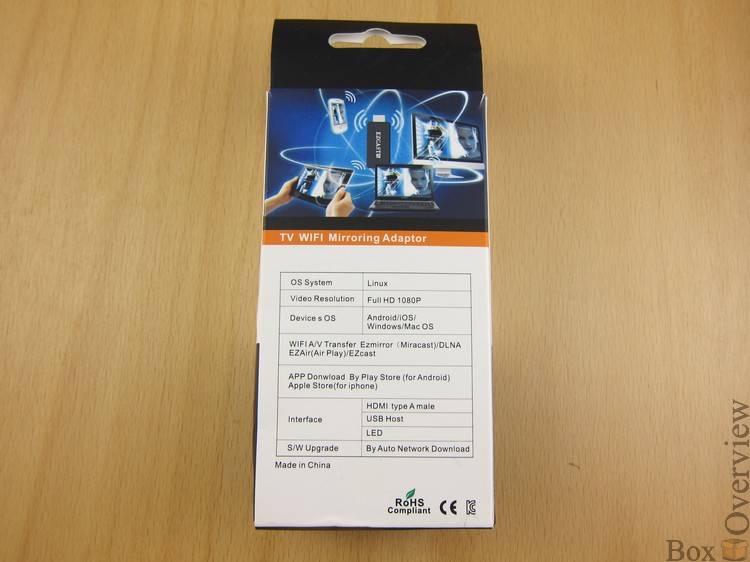 EZCAST
TV WIFI Mirroring Adaptor
OS System Linux
Video Resolution Full HD 1080P
Device s OS Android/iOS/
Windows/Mac OS
WIFI A/V Transfer Ezmirror (Miracast)/DLNA
EZAir(Air Play)/EZcast
APP Donwload By Play Store (for Android)
Apple Store(for iphone)
Interface HDMI type A male
USB Host
LED
S/W Upgrade By Auto Network Download
Made in China
RoHS
Compliant CE
Box Overview